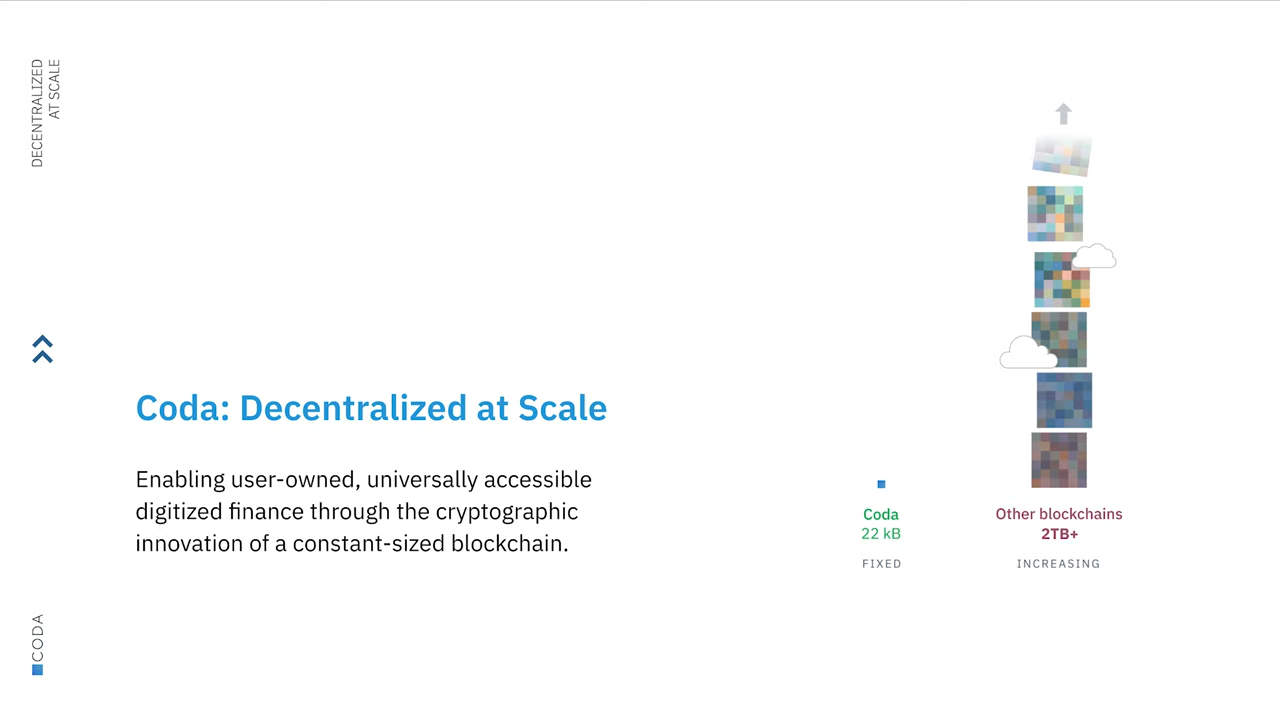 DECENTRALIZED
AT SCALE
Coda: Decentralized at Scale
Enabling user-owned, universally accessible
digitized finance through the cryptographic
innovation of a constant-sized blockchain.
Coda
22 kB
FIXED
Other blockchains
2TB+
INCREASING
CODA